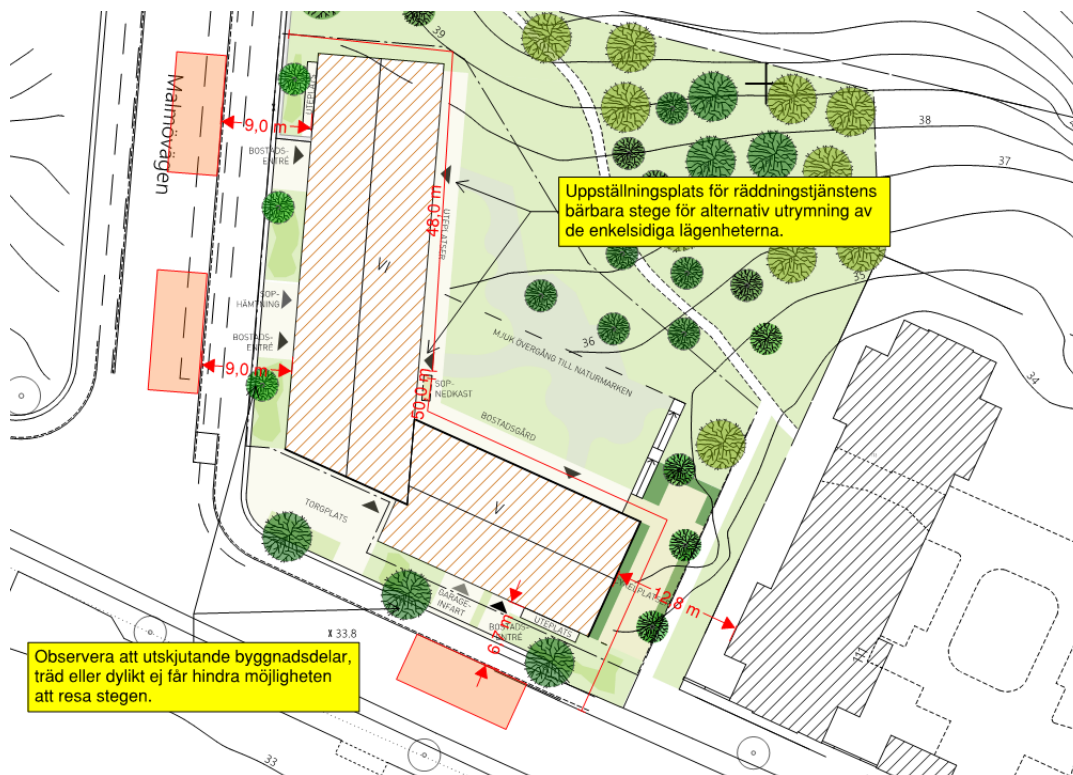 39
Malmövägen
UTEPLATS
9,0 m
BOSTADS-
ENTRÉ
38
37
Uppställningsplats för räddningstjänstens
bärbara stege för alternativ utrymning av
de enkelsidiga lägenheterna.
48.0 m
UTEPLATSER
VI
35
SOP-
HÄMTNING
BOSTADS-
ENTRÉ
36
MJUK ÖVERGÅNG TILL NATURMARKEN
34
9,0 m
SOP-
NEDKAST
50.0 m
BOSTADSGÅRD
TORGPLATS
V
12,8 m
GARAGE-
INFART
BOSTADS-
ENTRÉ
UTEPLATS
x 33.8
Observera att utskjutande byggnadsdelar,
träd eller dylikt ej får hindra möjligheten
att resa stegen.
33